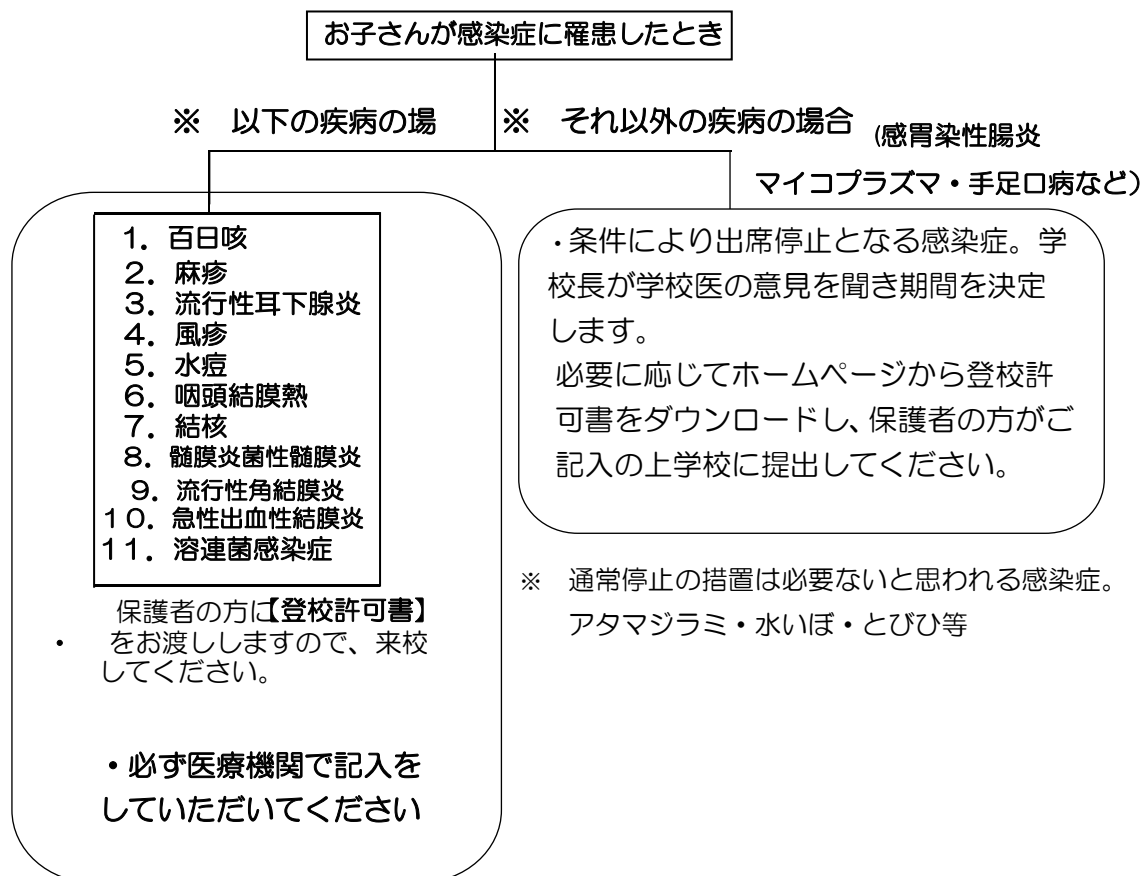 お子さんが感染症に罹患したとき
※　以下の疾病の場
※　それ以外の疾病の場合 (感胃染性腸炎
マイコプラズマ・手足口病など)
１．百日咳
２．麻疹
３．流行性耳下腺炎
４．風疹
５．水痘
６．咽頭結膜熱
７．結核
８．髄膜炎菌性髄膜炎
９．流行性角結膜炎
１０．急性出血性結膜炎
１１．溶連菌感染症
保護者の方に【登校許可書】
・　をお渡ししますので、来校
してください。
・必ず医療機関で記入を
していただいてください
・条件により出席停止となる感染症。学
校長が学校医の意見を聞き期間を決定
します。
必要に応じてホームページから登校許
可書をダウンロードし、保護者の方がご
記入の上学校に提出してください。
※　通常停止の措置は必要ないと思われる感染症。
アタマジラミ・水いぼ・とびひ等